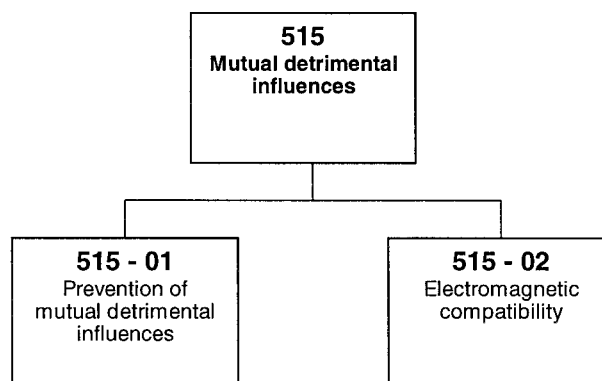 515
Mutual detrimental
influences
515 - 01
Prevention of
mutual detrimental
influences
515 - 02
Electromagnetic
compatibility